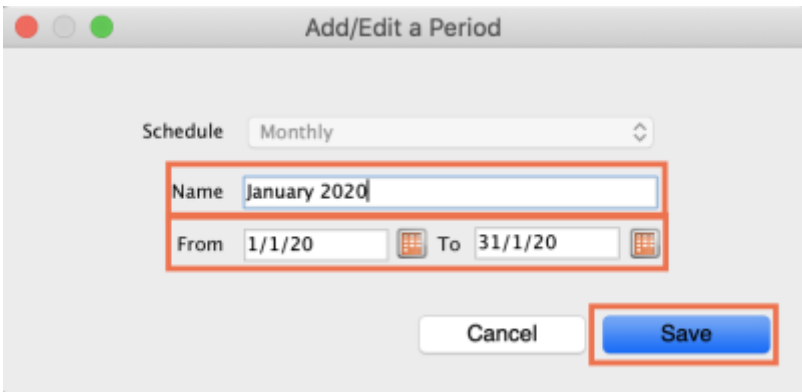 Add/Edit a Period
Schedule Monthly
Name January 2020
From 1/1/20 To 31/1/20
Cancel Save